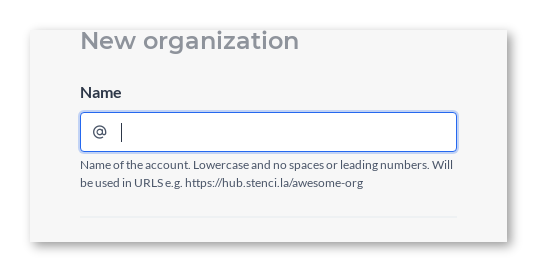 New organization
Name
@
Name of the account. Lowercase and no spaces or leading numbers. Will
be used in URLS e.g. https://hub.stenci.la/awesome-org